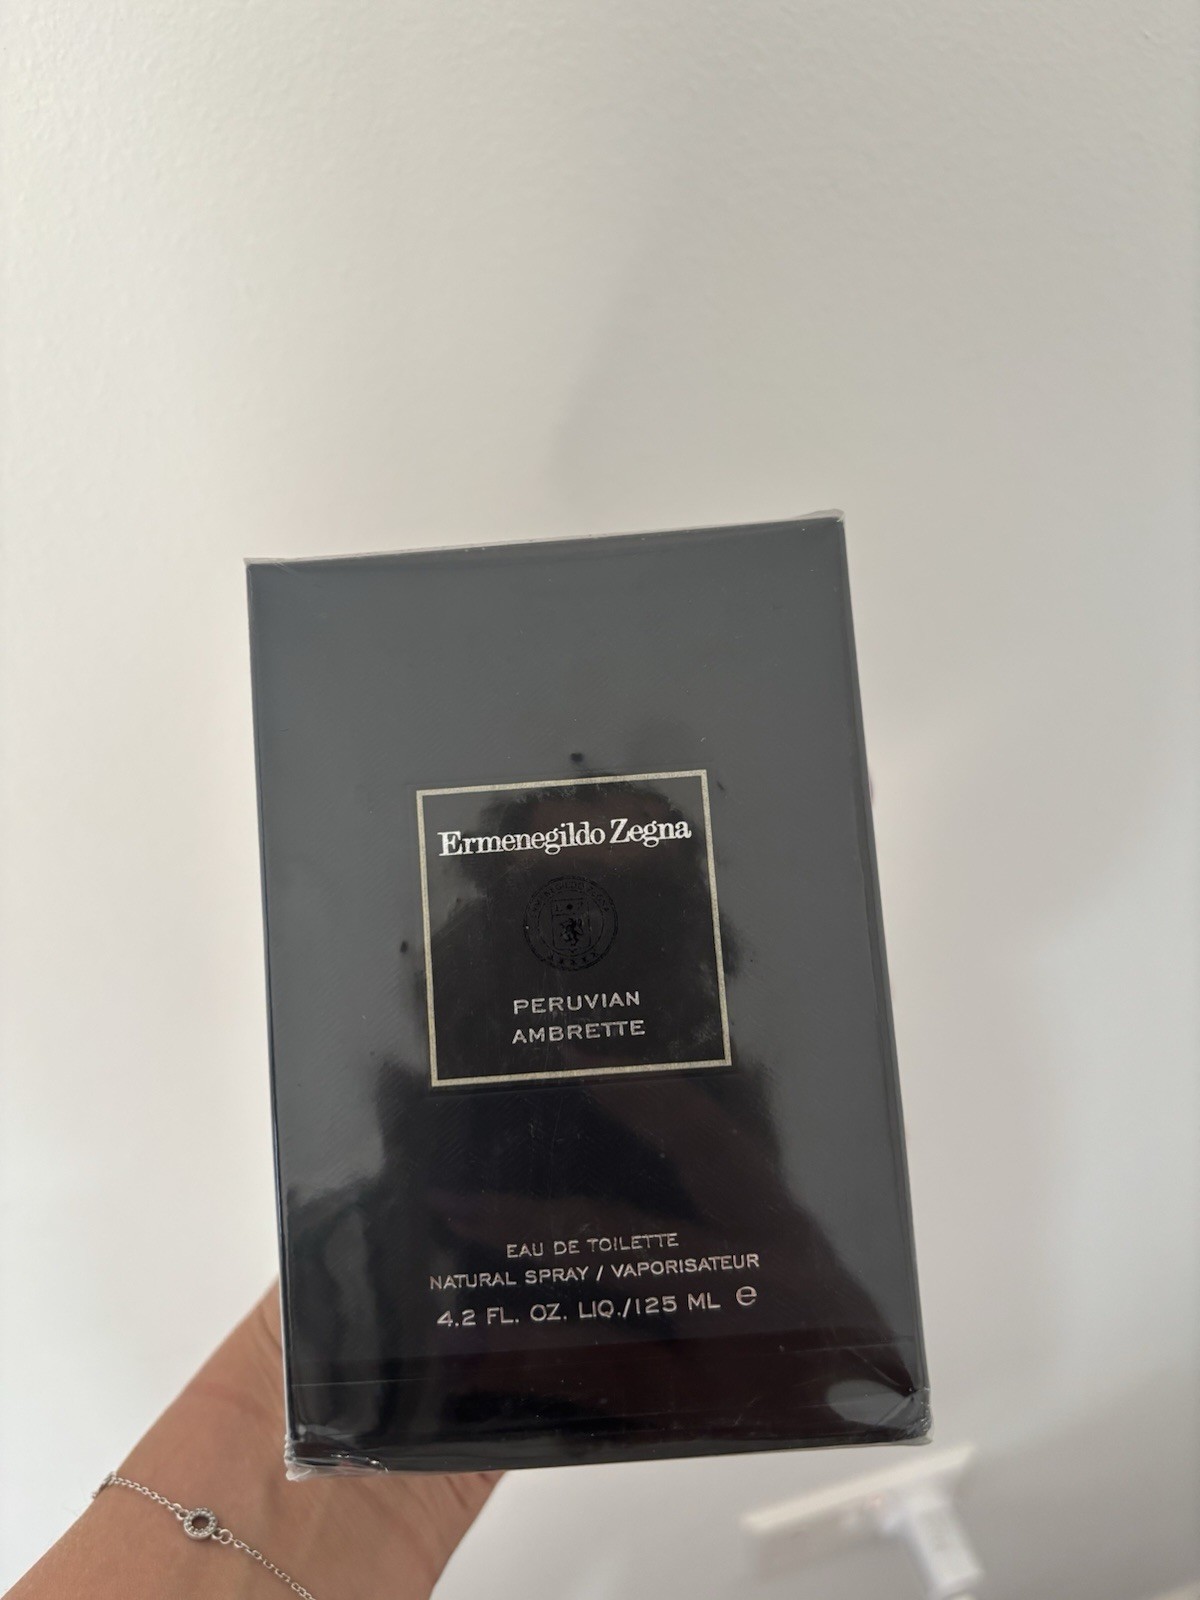 Ermenegildo Zegna
PERUVIAN
AMBRETTE
EAU DE TOILETTE
NATURAL SPRAY / VAPORISATEUR
4.2 FL. OZ. LIQ./125 ML ℮